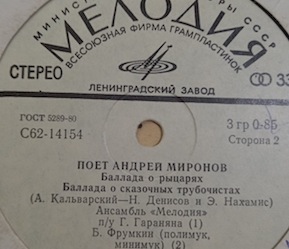 МИНИС
РЫ СССР
МЕЛОДИЯ
ВСЕСОЮЗНАЯ ФИРМА ГРАМПЛАСТИНОК
СТЕРЕО
33
ЛЕНИНГРАДСКИЙ ЗАВОД
ГОСТ 5289-80
С62-14154
3 гр 0-85
Сторона 2
ПОЕТ АНДРЕЙ МИРОНОВ
Баллада о рыцарях
Баллада о сказочных трубочистах
(А. Кальварский—Н. Денисов и Э. Нахамис)
Ансамбль «Мелодия»
п/у Г. Гараняна (1)
Б. Фрумкин (полимук,
минимук) (2)